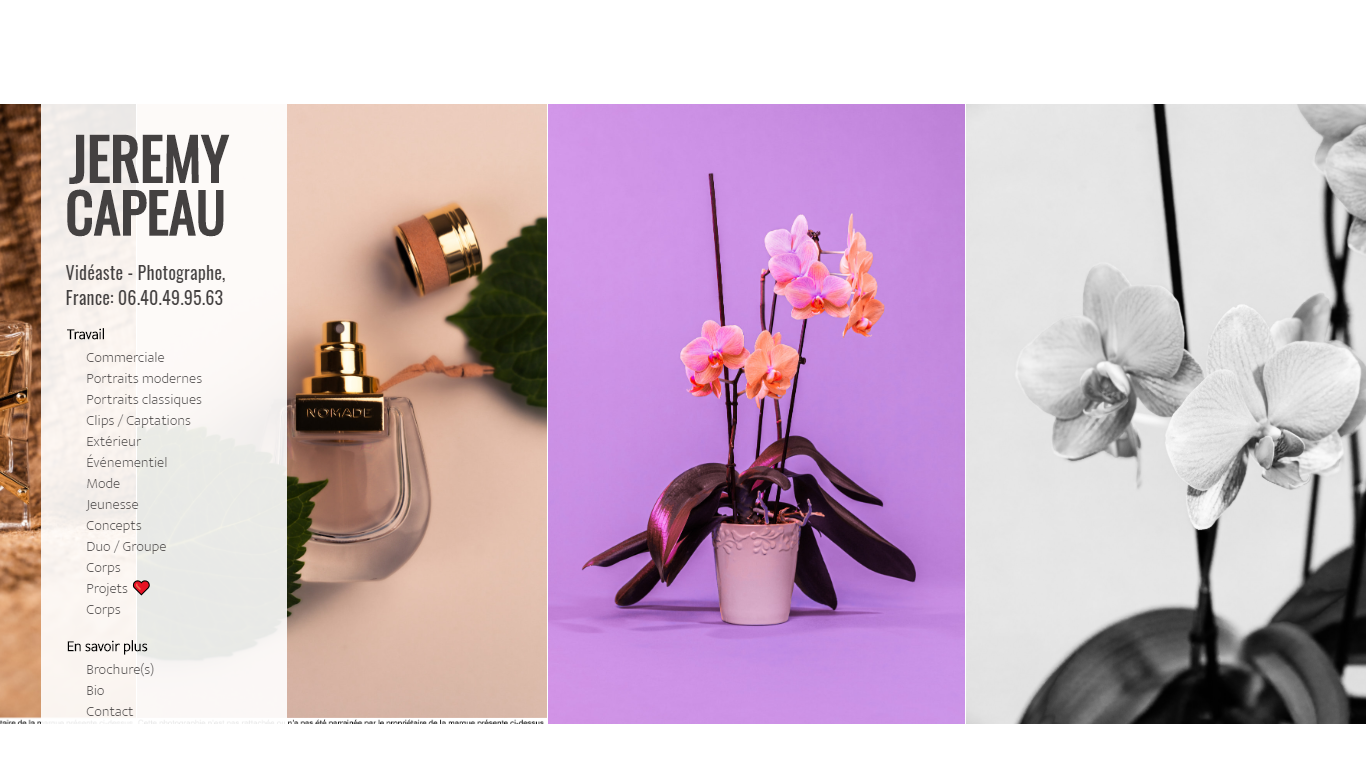 JEREMY
CAPEAU
Vidéaste - Photographe,
France: 06.40.49.95.63
Travail
Commerciale
Portraits modernes
Portraits classiques
Clips / Captations
Extérieur
Événementiel
Mode
Jeunesse
Concepts
Duo / Groupe
Corps
Projets ❤
Corps
En savoir plus
Brochure(s)
Bio
Contact
NOMADE
n'a pas été parraigée par le propriétaire de la marque présente ci-dessus